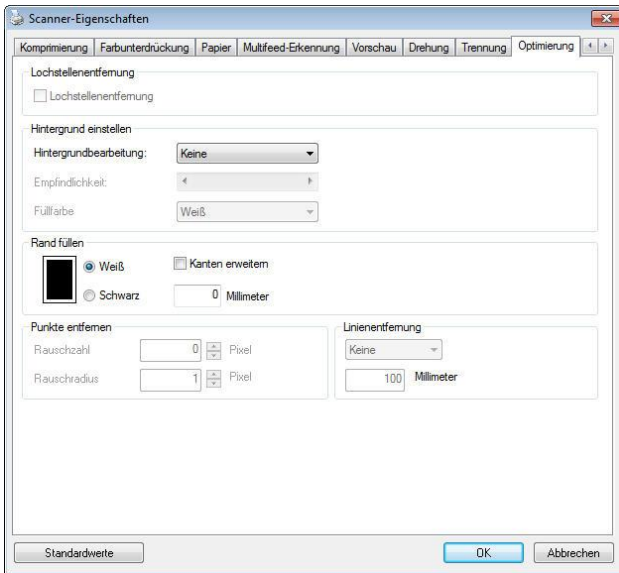 Scanner-Eigenschaften
Komprimierung Farbunterdrückung Papier Multifeed-Erkennung Vorschau Drehung Trennung Optimierung
Lochstellenentfernung
Lochstellenentfernung
Hintergrund einstellen
Hintergrundbearbeitung: Keine
Empfindlichkeit:
Füllfarbe Weiß
Rand füllen
Weiß Kanten erweitern
Schwarz 0 Millimeter
Punkte entfernen
Rauschzahl 0 Pixel
Rauschradius 1 Pixel
Linienentfernung
Keine
100 Millimeter
Standardwerte OK Abbrechen